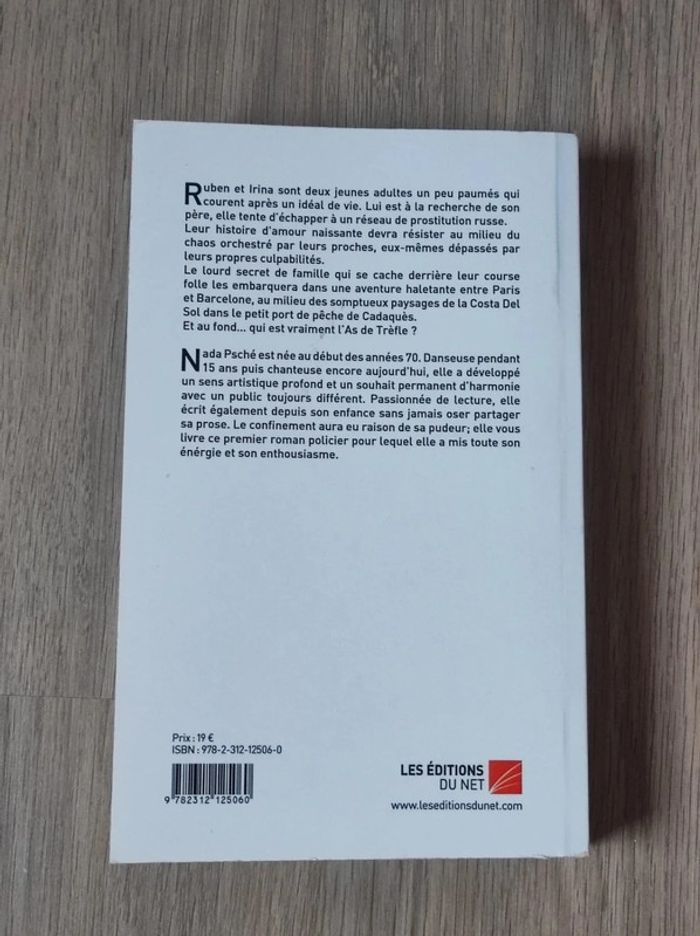 Ruben et Irina sont deux jeunes adultes un peu paumés qui
courent après un idéal de vie. Lui est à la recherche de son
père, elle tente d'échapper à un réseau de prostitution russe.
Leur histoire d'amour naissante devra résister au milieu du
chaos orchestré par leurs proches, eux-mêmes dépassés par
leurs propres culpabilités.
Le lourd secret de famille qui se cache derrière leur course
folle les embarquera dans une aventure haletante entre Paris
et Barcelone, au milieu des somptueux paysages de la Costa Del
Sol dans le petit port de pêche de Cadaquès.
Et au fond... qui est vraiment l'As de Trèfle ?
Nada Psché est née au début des années 70. Danseuse pendant
15 ans puis chanteuse encore aujourd'hui, elle a développé
un sens artistique profond et un souhait permanent d'harmonie
avec un public toujours différent. Passionnée de lecture, elle
écrit également depuis son enfance sans jamais oser partager
sa prose. Le confinement aura eu raison de sa pudeur; elle vous
livre ce premier roman policier pour lequel elle a mis toute son
énérgie et son enthousiasme.
Prix : 19 €
ISBN : 978-2-312-12506-0
9 782312 125060
LES ÉDITIONS
DU NET
www.leseditionsdunet.com